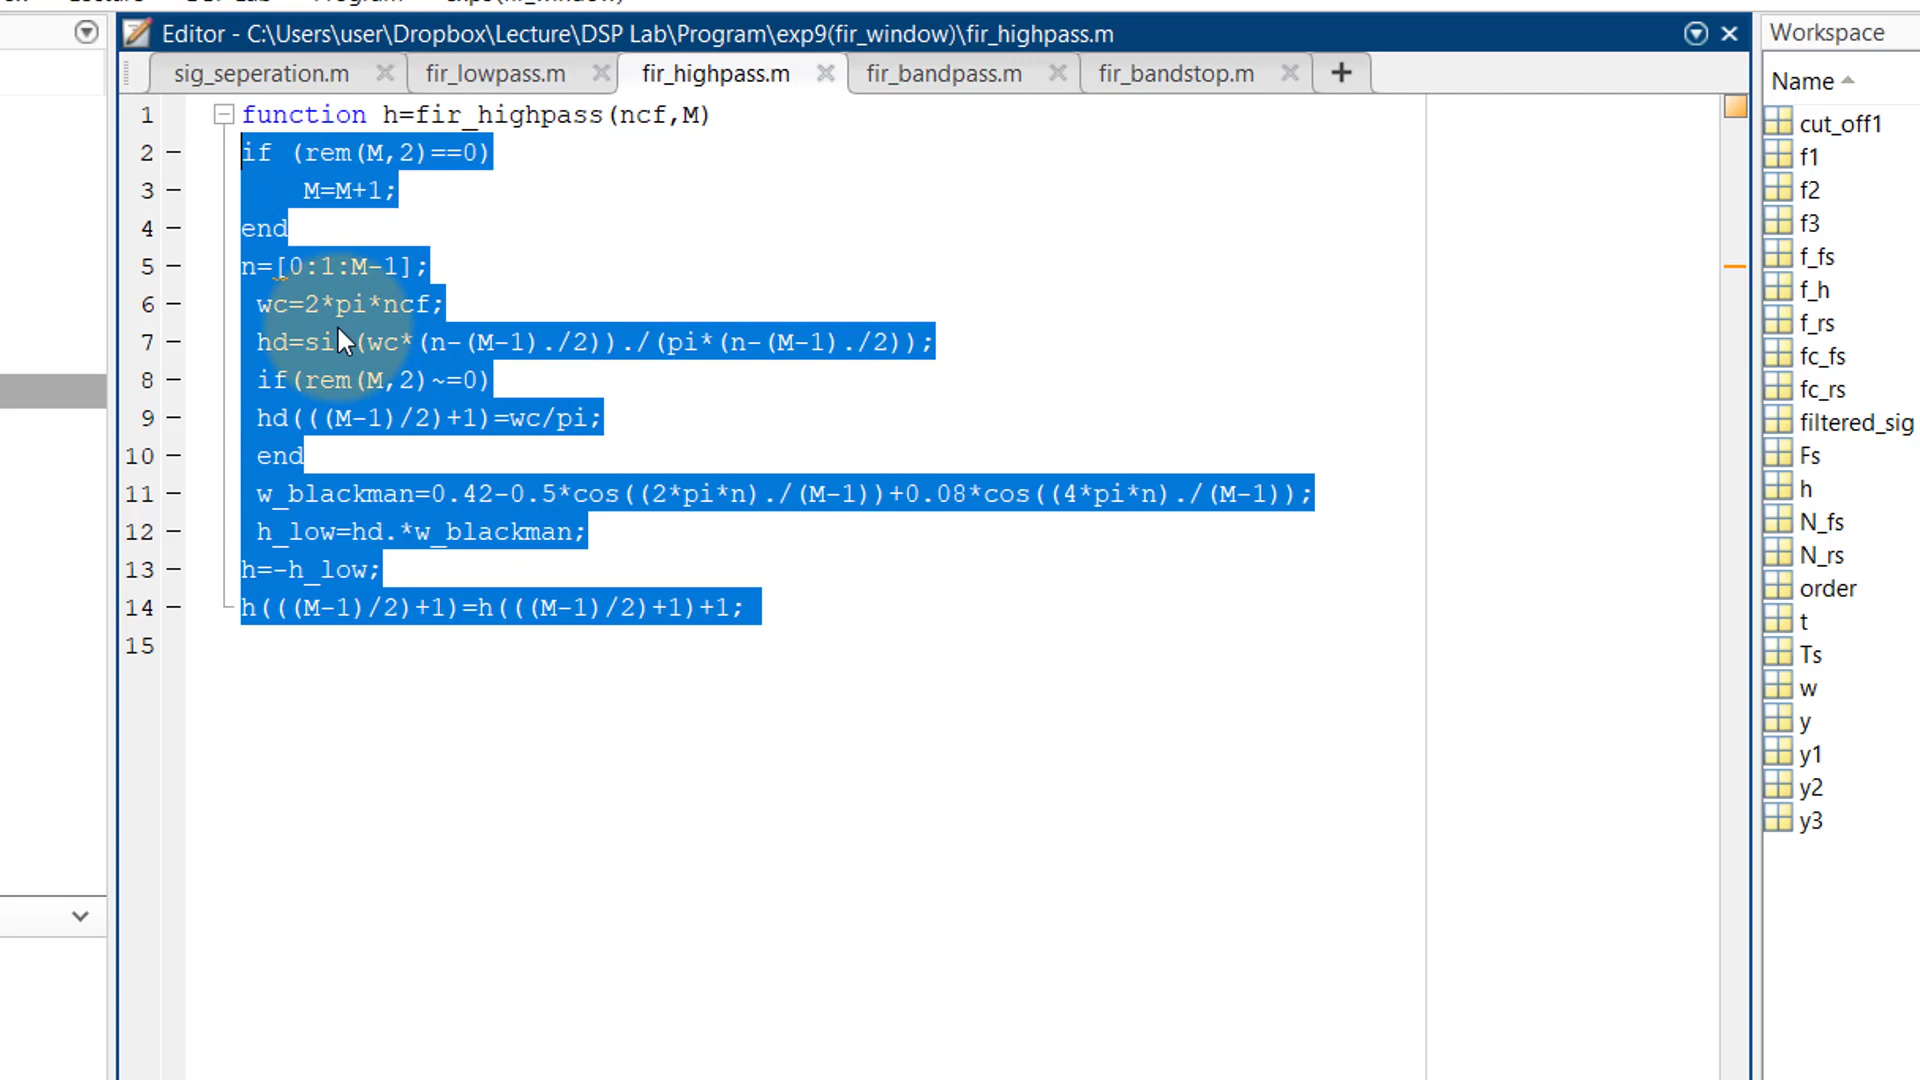 Editor - C:\Users\user\Dropbox\Lecture\DSP Lab\Program\exp9(fir_window)\fir_highpass.m
Workspace
sig_seperation.m fir_lowpass.m fir_highpass.m fir_bandpass.m fir_bandstop.m +
Name
1 function h=fir_highpass(ncf,M)
2 – if (rem(M,2)==0)
3 – M=M+1;
4 – end
5 – n=[0:1:M-1];
6 – wc=2*pi*ncf;
7 – hd=si (wc*(n-(M-1)./2))./(pi*(n-(M-1)./2));
8 – if(rem(M,2)~=0)
9 – hd(((M-1)/2)+1)=wc/pi;
10 – end
11 – w_blackman=0.42-0.5*cos((2*pi*n)./(M-1))+0.08*cos((4*pi*n)./(M-1));
12 – h_low=hd.*w_blackman;
13 – h=-h_low;
14 – h(((M-1)/2)+1)=h(((M-1)/2)+1)+1;
15
cut_off1
f1
f2
f3
f_fs
f_h
f_rs
fc_fs
fc_rs
filtered_sig
Fs
h
N_fs
N_rs
order
t
Ts
w
y
y1
y2
y3